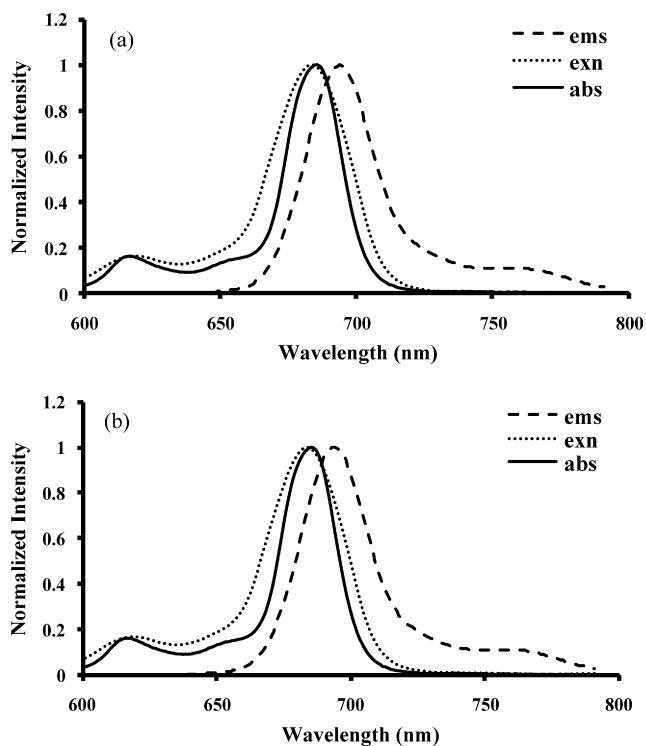 (a)
ems
exn
abs
Normalized Intensity
1.2
1
0.8
0.6
0.4
0.2
0
600
650
700
750
800
Wavelength (nm)
(b)
ems
exn
abs
Normalized Intensity
1.2
1
0.8
0.6
0.4
0.2
0
600
650
700
750
800
Wavelength (nm)